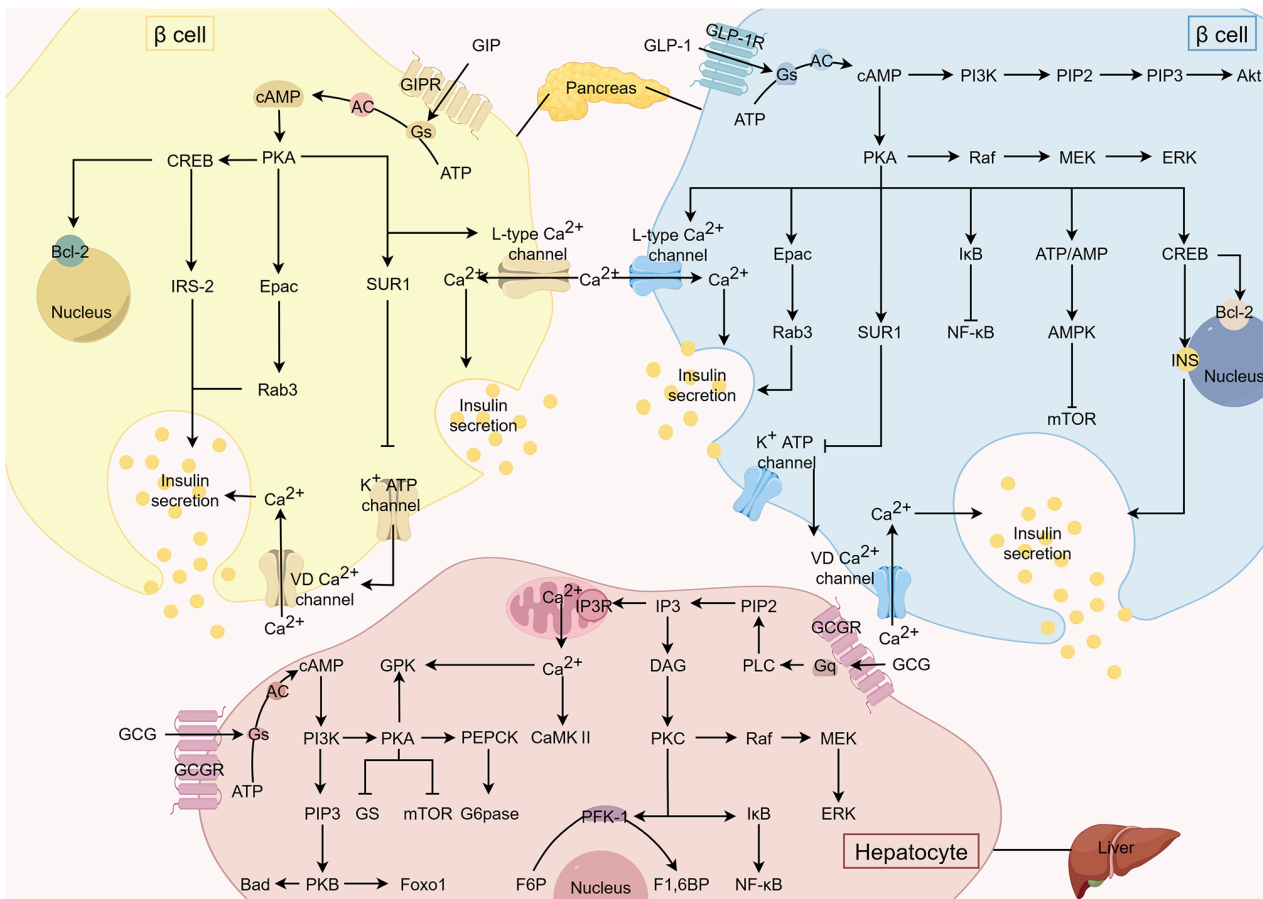 β cell
GIP
GIPR
cAMP
AC
Gs
ATP
CREB
PKA
Bcl-2
Nucleus
IRS-2
Epac
SUR1
L-type Ca2+
channel
Ca2+
Ca2+
Rab3
Insulin
secretion
Insulin
secretion
K+ ATP
channel
Ca2+
VD Ca2+
channel
Ca2+
Pancreas
β cell
GLP-1
GLP-1R
Gs
AC
ATP
cAMP
PI3K
PIP2
PIP3
Akt
PKA
Raf
MEK
ERK
L-type Ca2+
channel
Ca2+
Epac
IκB
ATP/AMP
CREB
Bcl-2
Rab3
SUR1
NF-κB
AMPK
INS
Nucleus
Insulin
secretion
mTOR
K+ ATP
channel
Ca2+
Insulin
secretion
VD Ca2+
channel
Ca2+
Ca2+
IP3R
IP3
PIP2
GCGR
cAMP
GPK
Ca2+
DAG
PLC
Gq
GCG
AC
GCG
Gs
GCGR
ATP
PI3K
PKA
PEPCK
CaMK II
PKC
Raf
MEK
PIP3
GS
mTOR
G6pase
PFK-1
IκB
ERK
Hepatocyte
Liver
Bad
PKB
Foxo1
F6P
Nucleus
F1,6BP
NF-κB